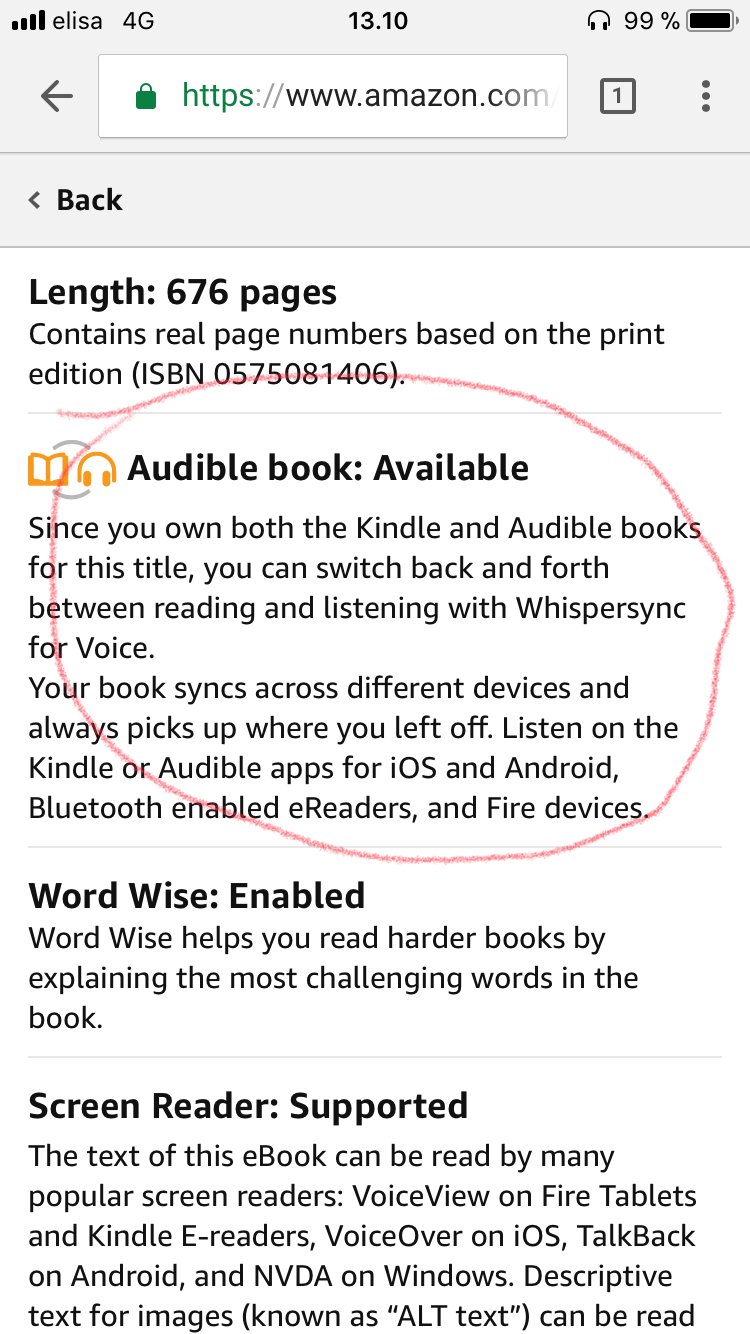 elisa 4G 13.10 99 %
https://www.amazon.com/ 1
Back
Length: 676 pages
Contains real page numbers based on the print
edition (ISBN 0575081406).
Audible book: Available
Since you own both the Kindle and Audible books
for this title, you can switch back and forth
between reading and listening with Whispersync
for Voice.
Your book syncs across different devices and
always picks up where you left off. Listen on the
Kindle or Audible apps for iOS and Android,
Bluetooth enabled eReaders, and Fire devices.
Word Wise: Enabled
Word Wise helps you read harder books by
explaining the most challenging words in the
book.
Screen Reader: Supported
The text of this eBook can be read by many
popular screen readers: VoiceView on Fire Tablets
and Kindle E-readers, VoiceOver on iOS, TalkBack
on Android, and NVDA on Windows. Descriptive
text for images (known as “ALT text”) can be read